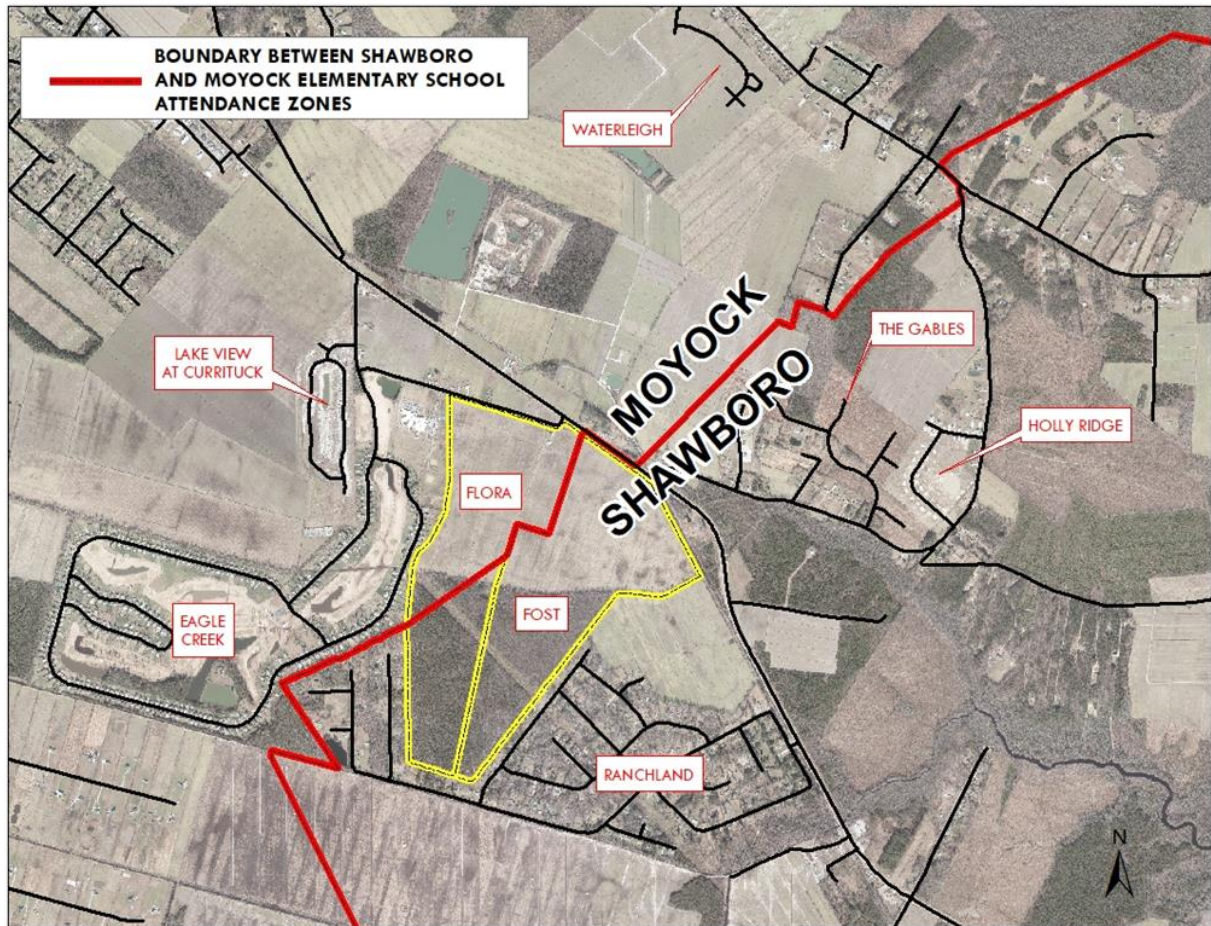 BOUNDARY BETWEEN SHAWBORO
AND MOYOCK ELEMENTARY SCHOOL
ATTENDANCE ZONES
WATERLEIGH
MOYOCK
SHAWBORO
THE GABLES
LAKE VIEW
AT CURRITUCK
HOLLY RIDGE
FLORA
FOST
EAGLE
CREEK
RANCHLAND
N